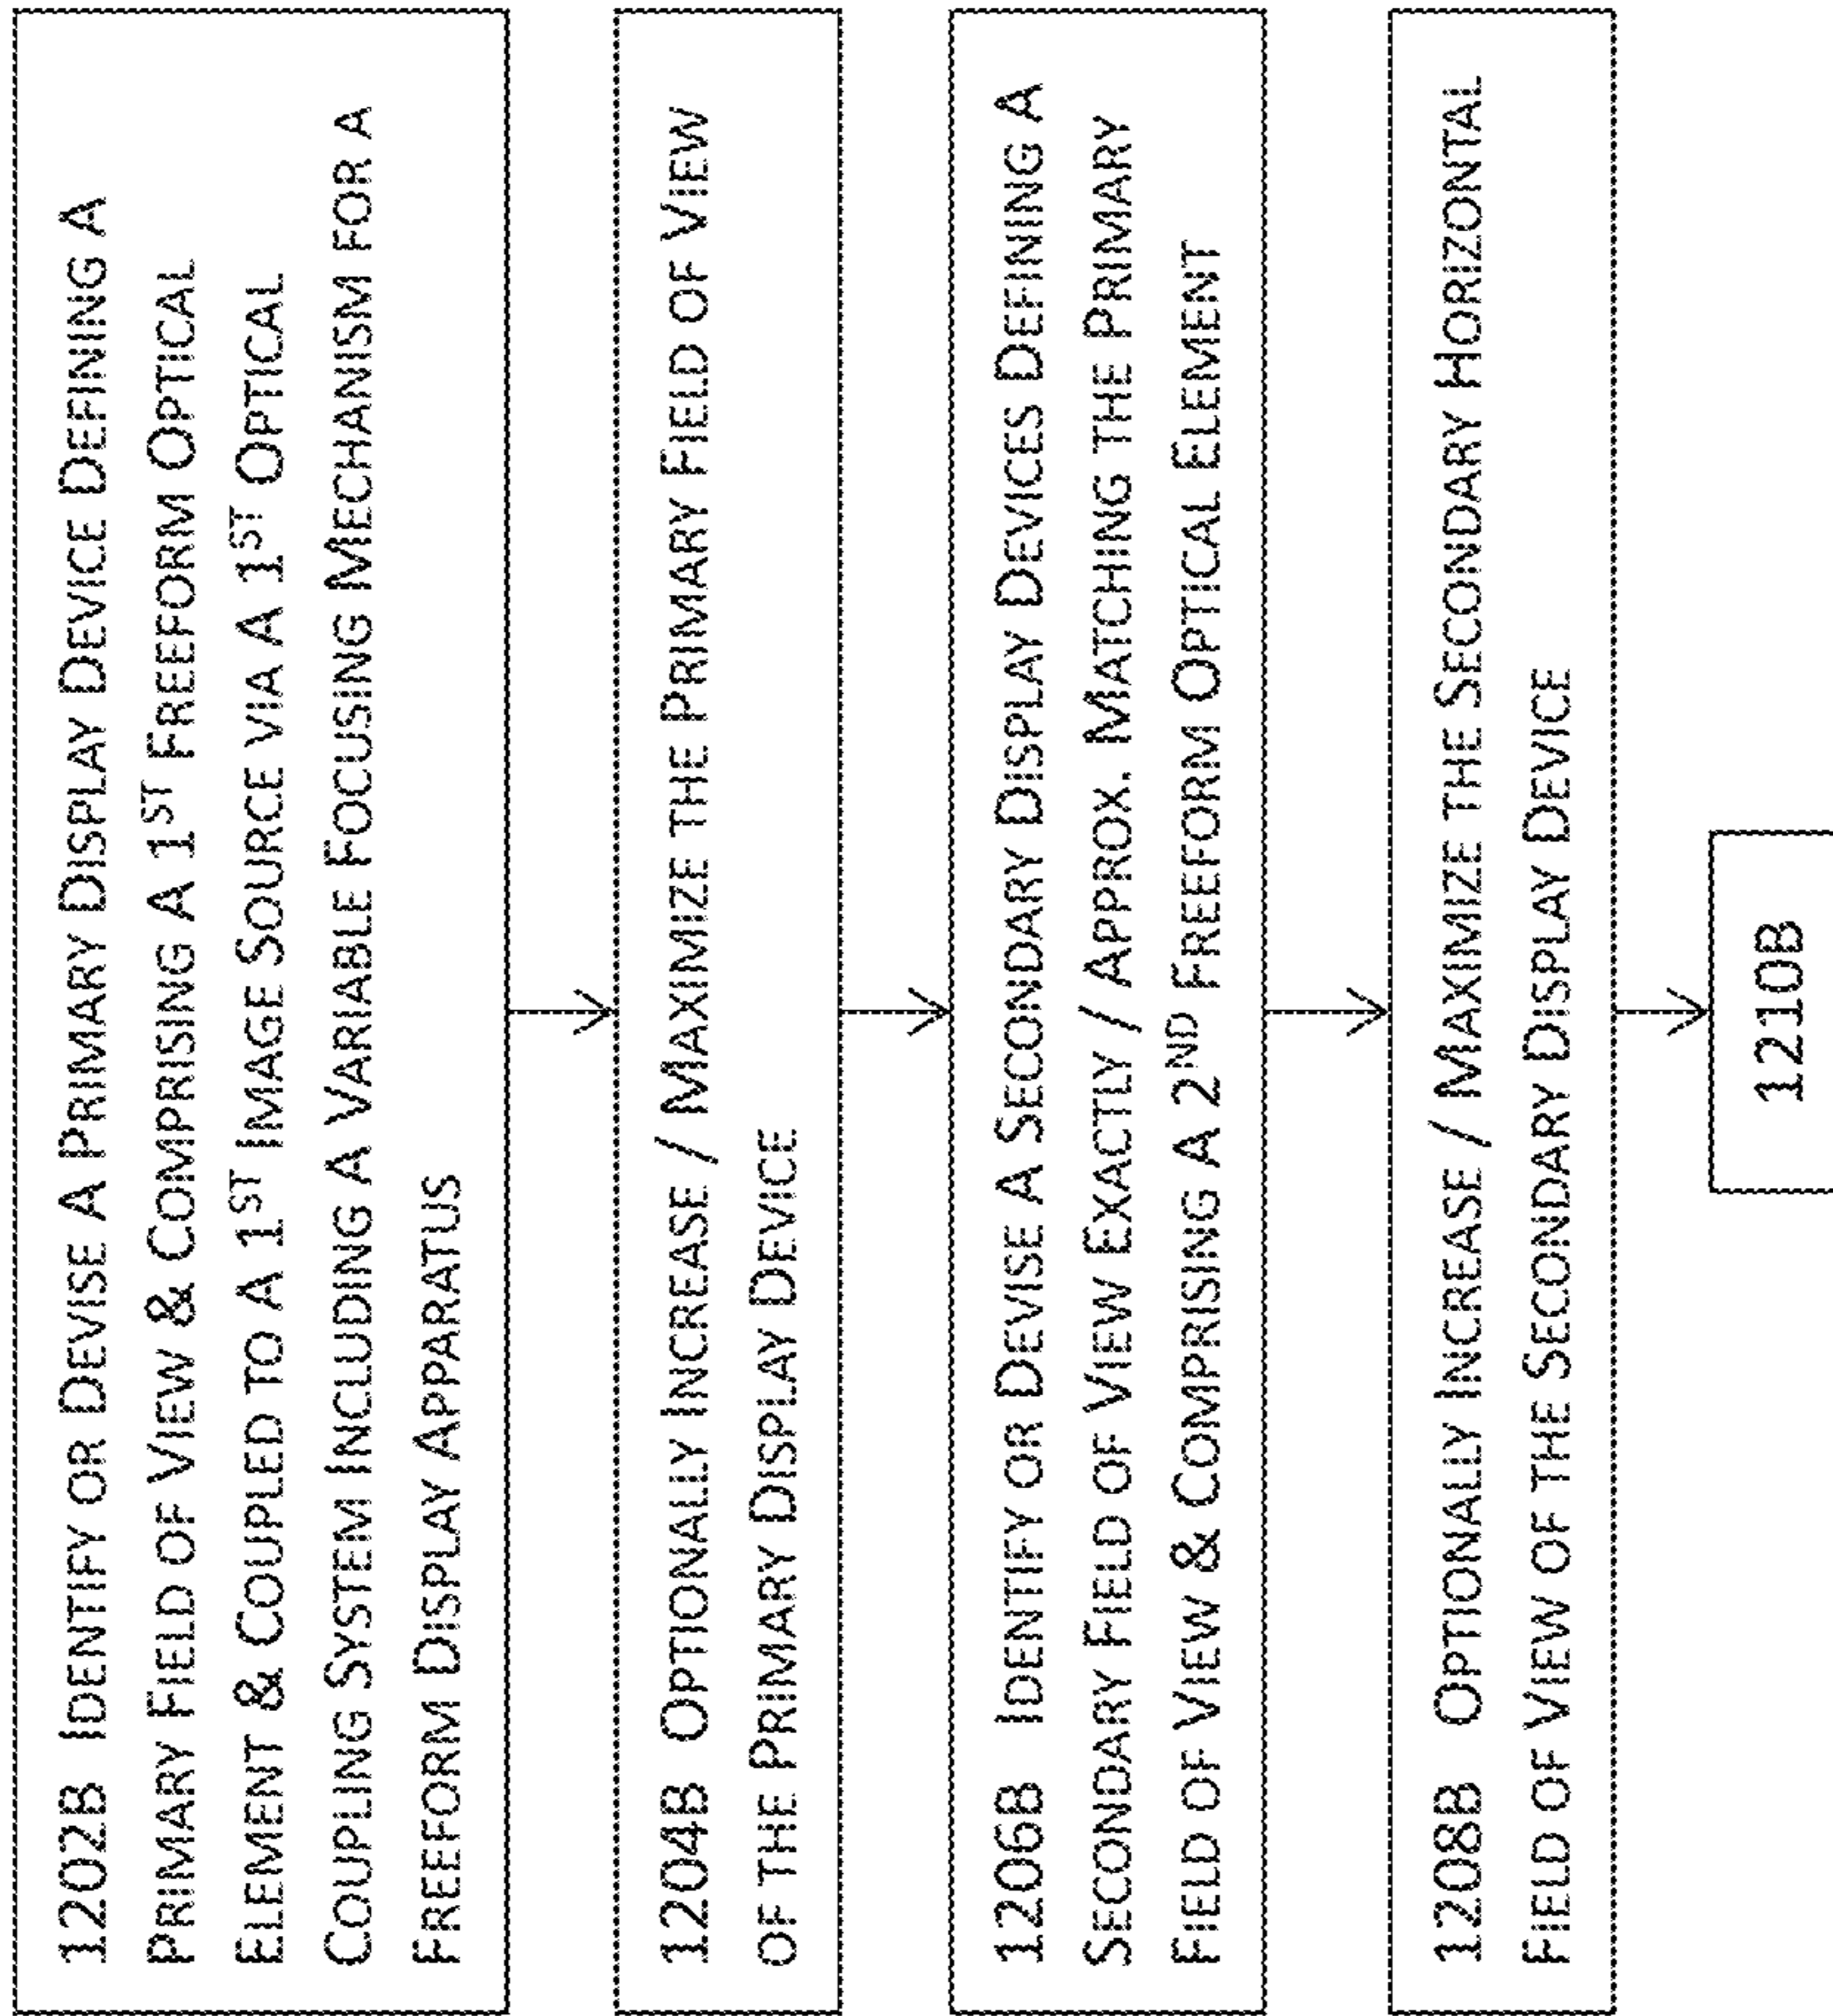 1202B IDENTIFY OR DEVISE A PRIMARY DISPLAY DEVICE DEFINING A
PRIMARY FIELD OF VIEW & COMPRISING A 1ST FREEFORM OPTICAL
ELEMENT & COUPLED TO A 1ST IMAGE SOURCE VIA A 1ST OPTICAL
COUPLING SYSTEM INCLUDING A VARIABLE FOCUSING MECHANISM FOR A
FREEFORM DISPLAY APPARATUS
1204B OPTIONALLY INCREASE / MAXIMIZE THE PRIMARY FIELD OF VIEW
OF THE PRIMARY DISPLAY DEVICE
1206B IDENTIFY OR DEVISE A SECONDARY DISPLAY DEVICES DEFINING A
SECONDARY FIELD OF VIEW EXACTLY / APPROX. MATCHING THE PRIMARY
FIELD OF VIEW & COMPRISING A 2ND FREEFORM OPTICAL ELEMENT
1208B OPTIONALLY INCREASE / MAXIMIZE THE SECONDARY HORIZONTAL
FIELD OF VIEW OF THE SECONDARY DISPLAY DEVICE
1210B